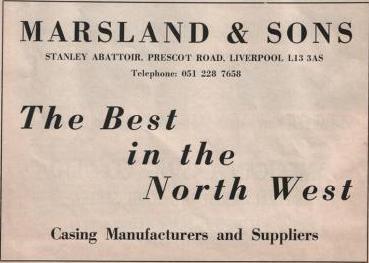 MARSLAND & SONS
STANLEY ABATTOIR, PRESCOT ROAD, LIVERPOOL L13 3AS
Telephone: 051 228 7658
The Best
in the
North West
Casing Manufacturers and Suppliers